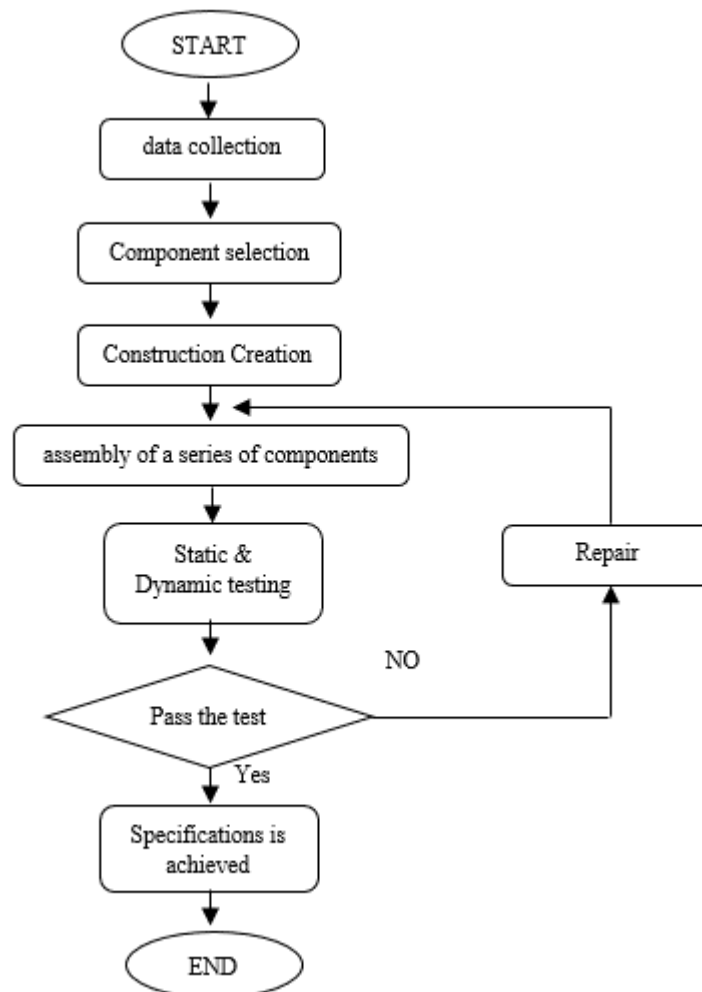 START
data collection
Component selection
Construction Creation
assembly of a series of components
Static &
Dynamic testing
Repair
NO
Pass the test
Yes
Specifications is
achieved
END